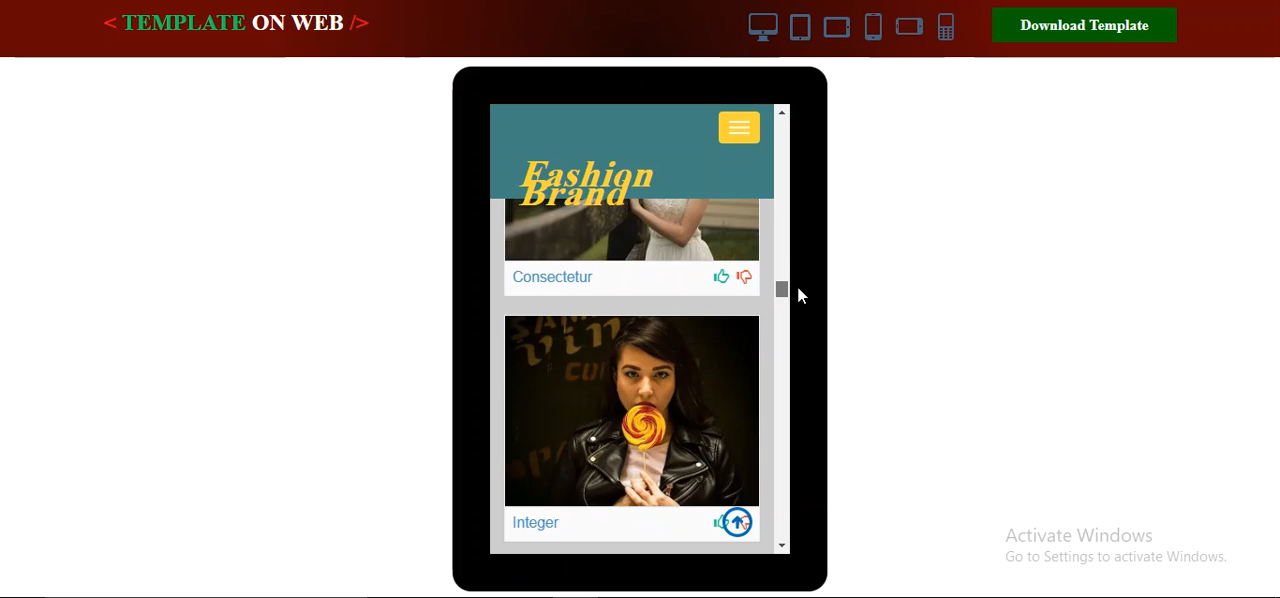 < TEMPLATE ON WEB />
Download Template
Fashion
Brand
Consectetur
Integer
Activate Windows
Go to Settings to activate Windows.